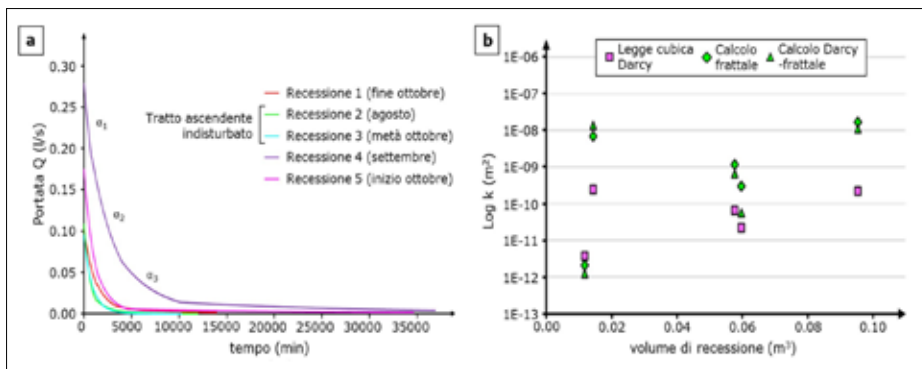 a
Portata Q (l/s)
0.30
0.25
0.20
0.15
0.10
0.05
0.00
α1
α2
α3
Tratto ascendente
indisturbato
Recessione 1 (fine ottobre)
Recessione 2 (agosto)
Recessione 3 (metà ottobre)
Recessione 4 (settembre)
Recessione 5 (inizio ottobre)
0 5000 10000 15000 20000 25000 30000 35000
tempo (min)
b
Log k (m²)
1E-06
1E-07
1E-08
1E-09
1E-10
1E-11
1E-12
1E-13
Legge cubica
Darcy
Calcolo
frattale
Calcolo Darcy
-frattale
0.00 0.02 0.04 0.06 0.08 0.10
volume di recessione (m³)